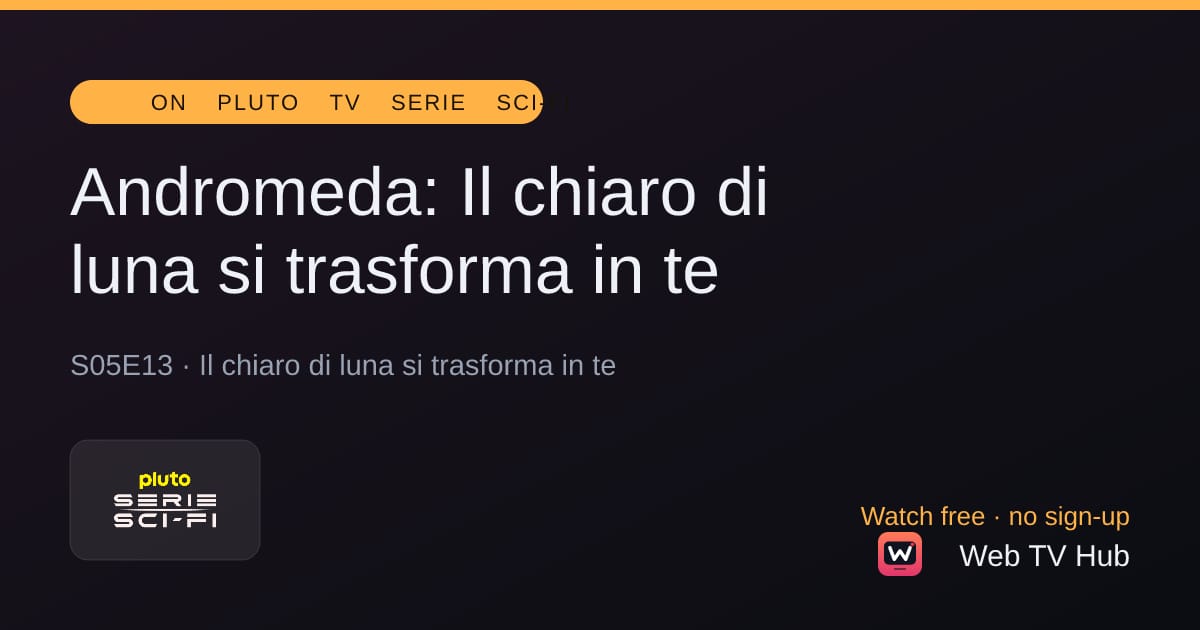 ON PLUTO TV SERIE SCI-FI
Andromeda: Il chiaro di
luna si trasforma in te
S05E13 · Il chiaro di luna si trasforma in te
pluto
SERIE
SCI-FI
Watch free · no sign-up
W
Web TV Hub